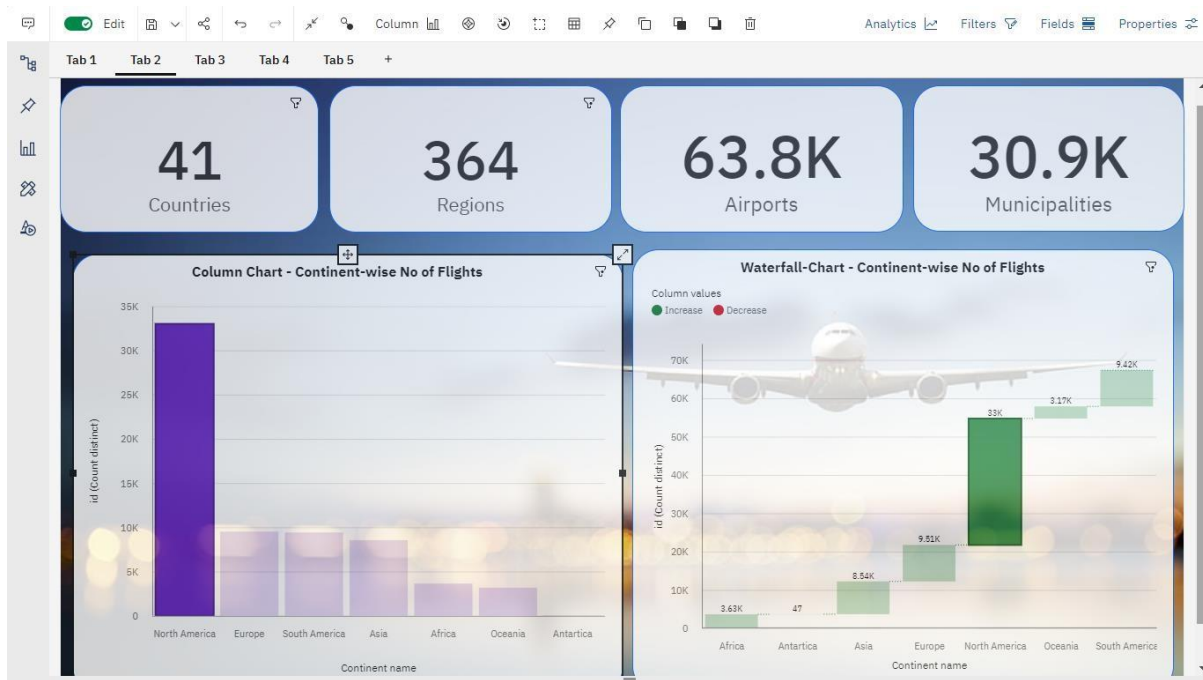 Edit Column Analytics Filters Fields Properties
Tab 1 Tab 2 Tab 3 Tab 4 Tab 5 +
41
Countries
364
Regions
63.8K
Airports
30.9K
Municipalities
Column Chart - Continent-wise No of Flights
35K
30K
25K
20K
15K
10K
5K
0
id (Count distinct)
North America Europe South America Asia Africa Oceania Antartica
Continent name
Waterfall-Chart - Continent-wise No of Flights
Column values
Increase Decrease
70K
60K
50K
40K
30K
20K
10K
0
id (Count distinct)
3.63K 47 8.54K 9.51K 33K 3.17K 9.42K
Africa Antartica Asia Europe North America Oceania South America
Continent name